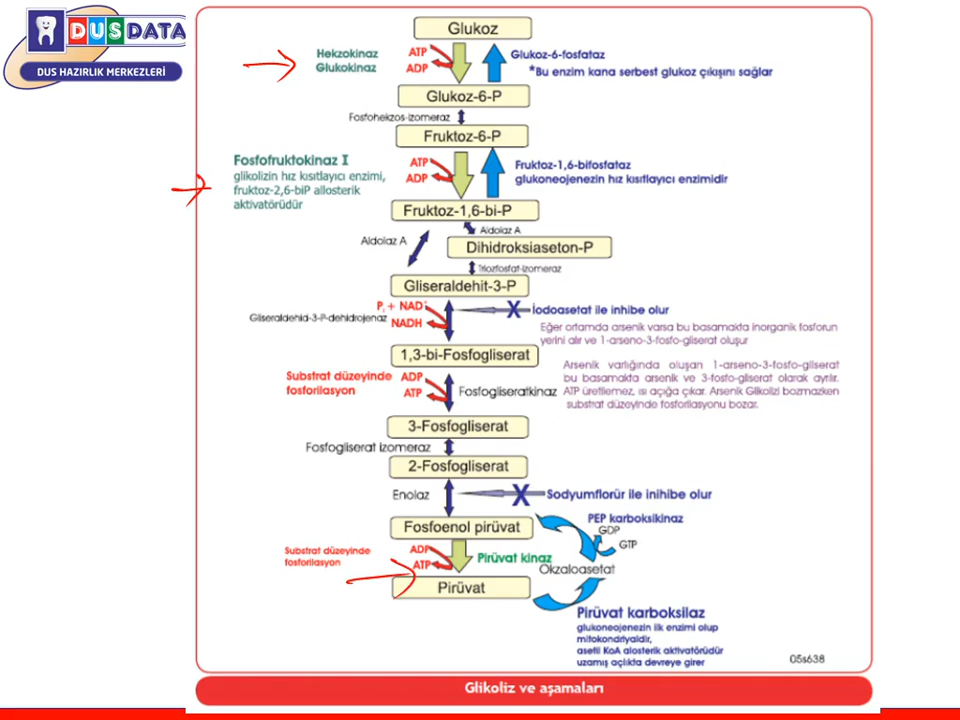 DUSDATA
DUS HAZIRLIK MERKEZLERİ
Glukoz
Hekzokinaz
Glukokinaz
ATP
ADP
Glukoz-6-fosfataz
*Bu enzim kana serbest glukoz çıkışını sağlar
Glukoz-6-P
Fosfohekzos-izomeraz
Fruktoz-6-P
Fosfofruktokinaz I
glikolizin hız kısıtlayıcı enzimi,
fruktoz-2,6-biP allosterik
aktivatörüdür
ATP
ADP
Fruktoz-1,6-bifosfataz
glukoneojenezin hız kısıtlayıcı enzimidir
Fruktoz-1,6-bi-P
Aldolaz A
Aldolaz A
Dihidroksiaseton-P
Triozfosfat-izomeraz
Gliseraldehit-3-P
Pi + NAD+
Gliseraldehid-3-P-dehidrojenaz
NADH
X
İodoasetat ile inhibe olur
Eğer ortamda arsenik varsa bu basamakta inorganik fosforun
yerini alır ve 1-arseno-3-fosfo-gliserat oluşur
1,3-bi-Fosfogliserat
Substrat düzeyinde
fosforilasyon
ADP
ATP
Fosfogliseratkinaz
Arsenik varlığında oluşan 1-arseno-3-fosfo-gliserat
bu basamakta arsenik ve 3-fosfo-gliserat olarak ayrılır.
ATP üretilemez, ısı açığa çıkar. Arsenik Glikolizi bozmazken
substrat düzeyinde fosforilasyonu bozar.
3-Fosfogliserat
Fosfogliserat izomeraz
2-Fosfogliserat
Enolaz
X
Sodyumflorür ile inihibe olur
Fosfoenol pirüvat
PEP karboksikinaz
GDP
GTP
Substrat düzeyinde
fosforilasyon
ADP
ATP
Pirüvat kinaz
Okzaloasetat
Pirüvat
Pirüvat karboksilaz
glukoneojenezin ilk enzimi olup
mitokondriyaldir,
asetil KoA alosterik aktivatörüdür
uzamış açlıkta devreye girer
05s638
Glikoliz ve aşamaları